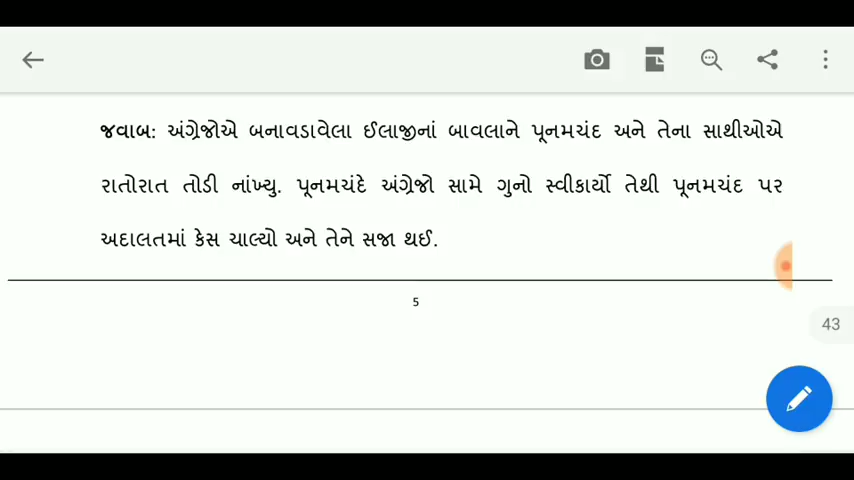 જવાબ: અંગ્રેજોએ બનાવડાવેલા ઈલાજીનાં બાવલાને પૂનમચંદ અને તેના સાથીઓએ
રાતોરાત તોડી નાંખ્યુ. પૂનમચંદે અંગ્રેજો સામે ગુનો સ્વીકાર્યો તેથી પૂનમચંદ પર
અદાલતમાં કેસ ચાલ્યો અને તેને સજા થઈ.
5
43